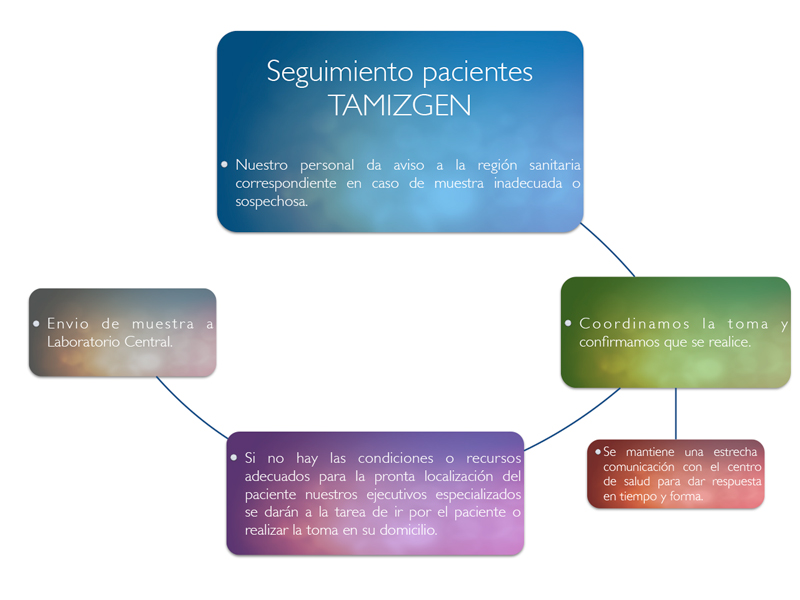 Seguimiento pacientes
TAMIZGEN
• Nuestro personal da aviso a la región sanitaria
correspondiente en caso de muestra inadecuada o
sospechosa.
• Coordinamos la toma y
confirmamos que se realice.
• Se mantiene una estrecha
comunicación con el centro
de salud para dar respuesta
en tiempo y forma.
• Si no hay las condiciones o recursos
adecuados para la pronta localización del
paciente nuestros ejecutivos especializados
se darán a la tarea de ir por el paciente o
realizar la toma en su domicilio.
• Envio de muestra a
Laboratorio Central.